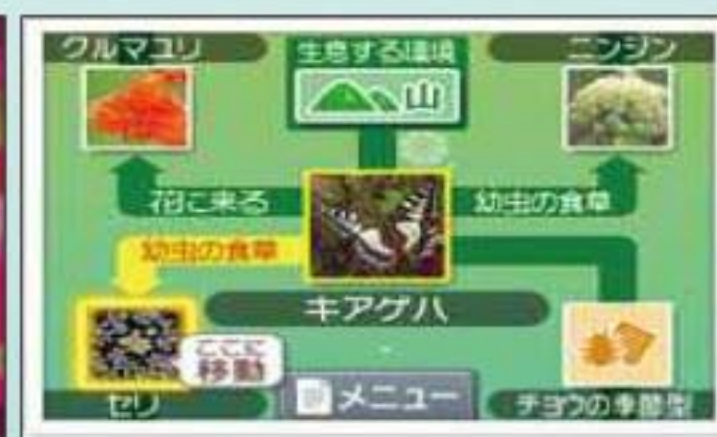 クルマユリ
生息する環境
ニンジン
山
花に来る
幼虫の食草
幼虫の食草
キアゲハ
ここに
移動
セリ
メニュー
チョウの季節型